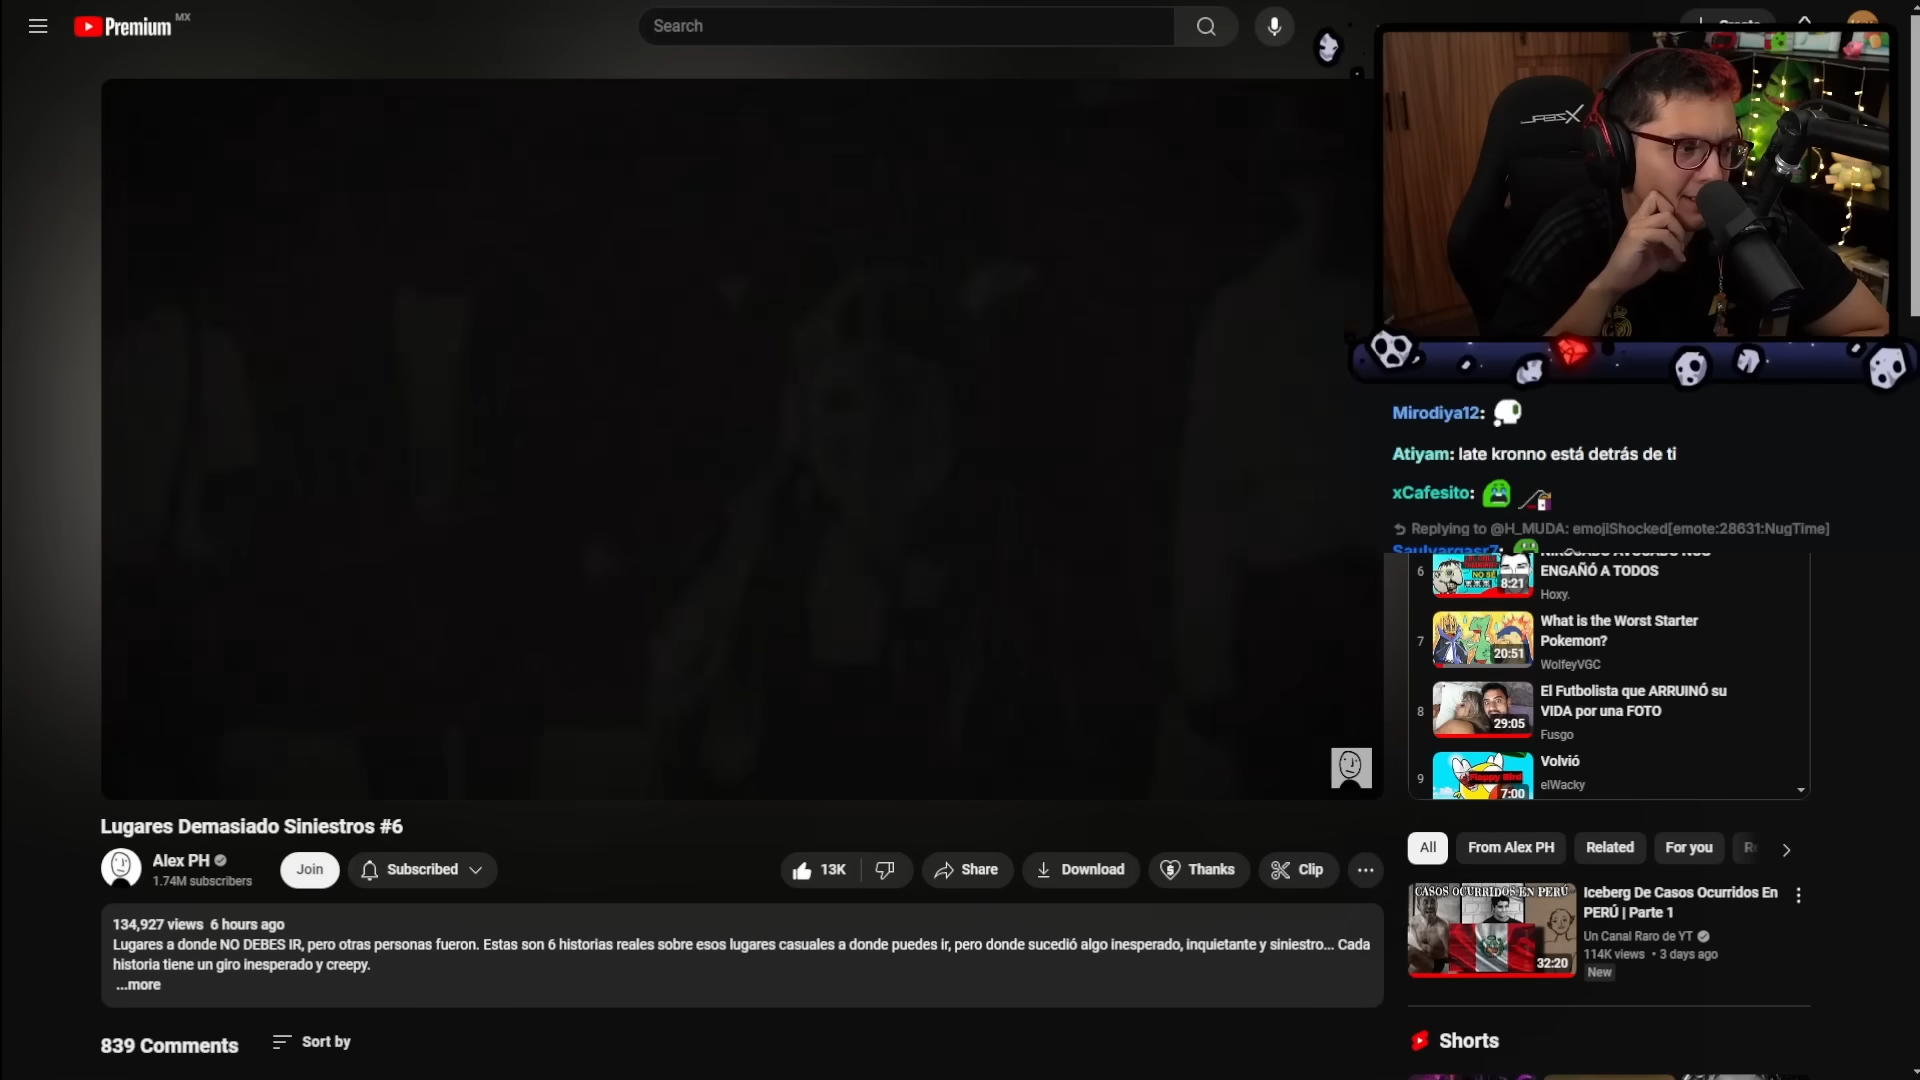 Premium MX
Search
Mirodiya12:
Atiyam: late kronno está detrás de ti
xCafesito:
Replying to @H_MUDA: emojiShocked[emote:28631:NugTime]
Saulvargasr7:
6
8:21
ENGAÑÓ A TODOS
Hoxy.
7
20:51
What is the Worst Starter
Pokemon?
WolfeyVGC
8
29:05
El Futbolista que ARRUINÓ su
VIDA por una FOTO
Fusgo
9
Floppy Bird
7:00
Volvió
elWacky
Lugares Demasiado Siniestros #6
Alex PH
1.74M subscribers
Join
Subscribed
13K
Share
Download
Thanks
Clip
134,927 views 6 hours ago
Lugares a donde NO DEBES IR, pero otras personas fueron. Estas son 6 historias reales sobre esos lugares casuales a donde puedes ir, pero donde sucedió algo inesperado, inquietante y siniestro... Cada
historia tiene un giro inesperado y creepy.
...more
839 Comments
Sort by
All
From Alex PH
Related
For you
CASOS OCURRIDOS EN PERÚ
32:20
Iceberg De Casos Ocurridos En
PERÚ | Parte 1
Un Canal Raro de YT
114K views • 3 days ago
New
Shorts